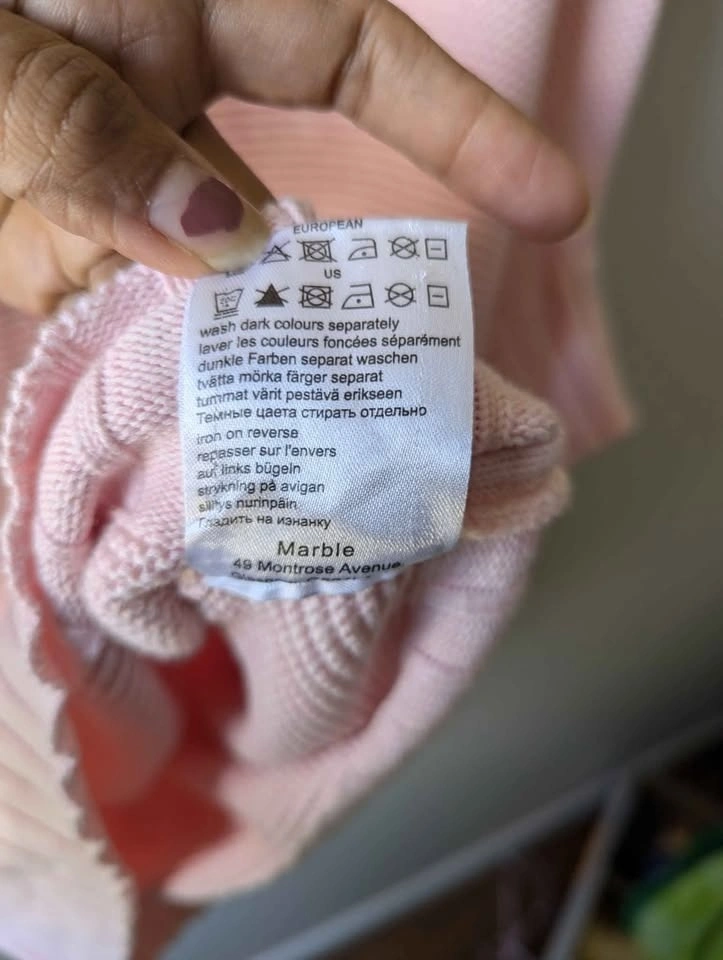 EUROPEAN
US
wash dark colours separately
laver les couleurs foncées séparément
dunkle Farben separat waschen
tvätta mörka färger separat
tummat värit pestävä erikseen
Темные цвета стирать отдельно
iron on reverse
repasser sur l'envers
auf links bügeln
strykning på avigan
silitys nurinpäin
Гладить на изнанку
Marble
49 Montrose Avenue